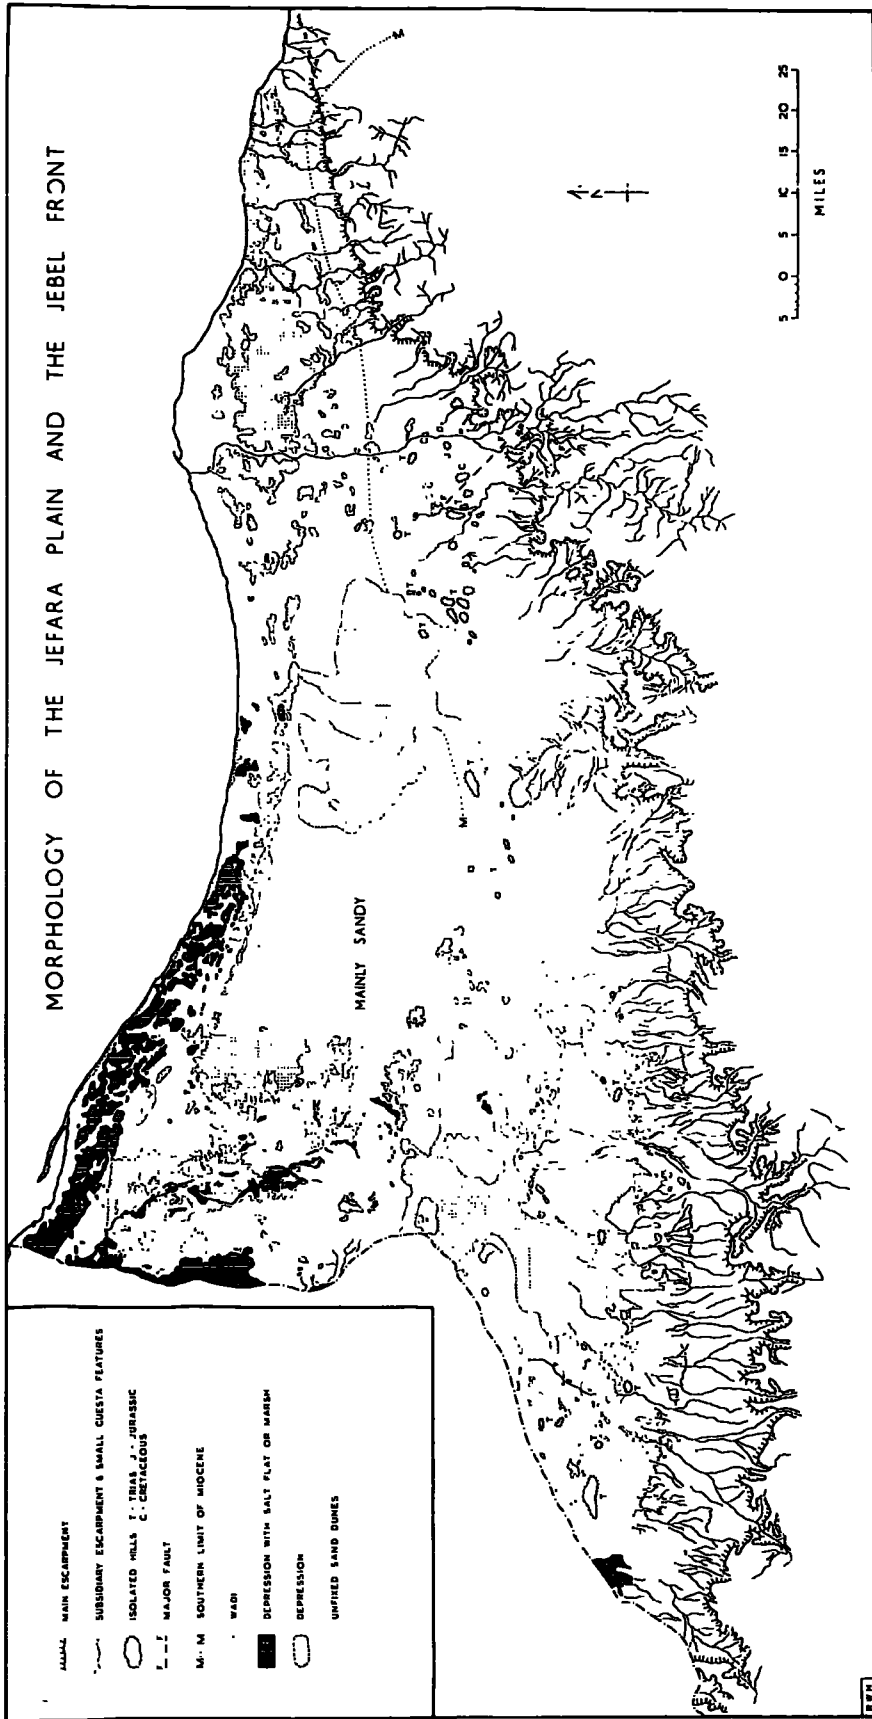 MORPHOLOGY OF THE JEFARA PLAIN AND THE JEBEL FRONT
MAINLY SANDY
MAIN ESCARPMENT
SUBSIDIARY ESCARPMENT & SMALL CUESTA FEATURES
ISOLATED HILLS T - TRIAS J - JURASSIC
C - CRETACEOUS
F F MAJOR FAULT
M·· M SOUTHERN LIMIT OF MIOCENE
WADI
DEPRESSION WITH SALT FLAT OR MARSH
DEPRESSION
UNFIXED SAND DUNES
M
M
5 0 5 10 15 20 25
MILES